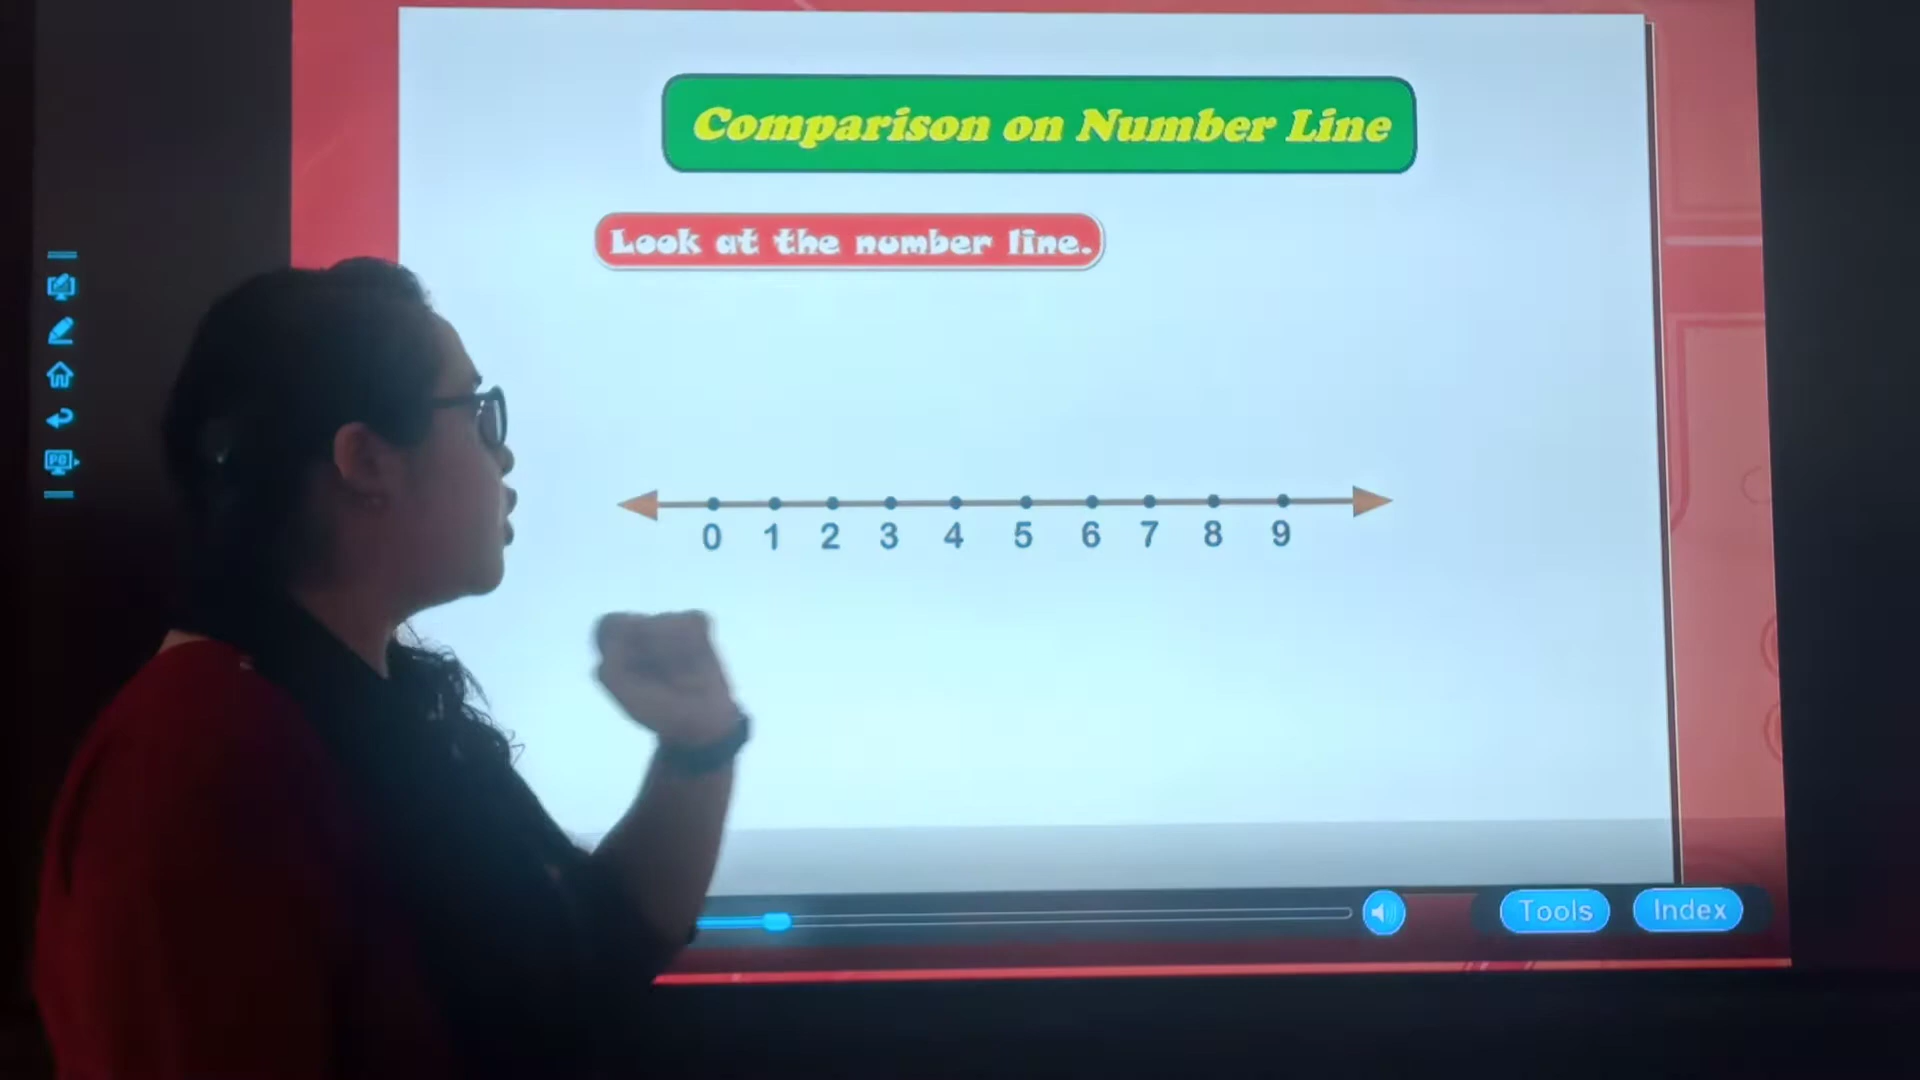 Comparison on Number Line
Look at the number line.
0 1 2 3 4 5 6 7 8 9
PC
Tools Index